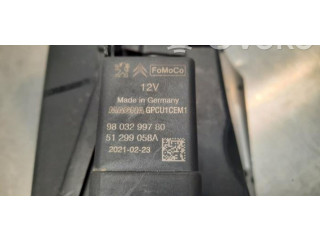 FoMoCo
12V
Made in Germany
GPCU1CEM1
98 032 997 80
51 299 058A
2021-02-23